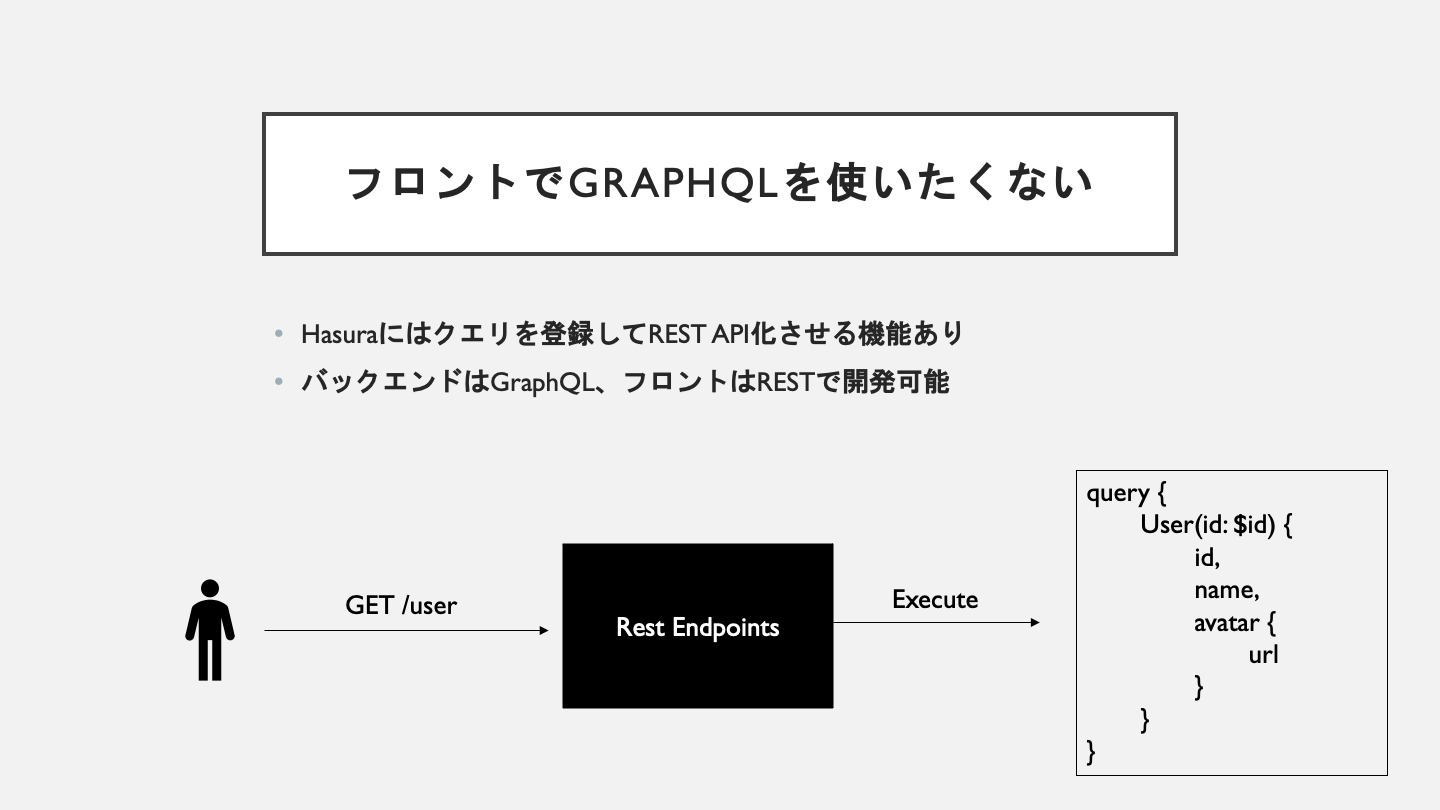 フロントでGRAPHQLを使いたくない
• Hasuraにはクエリを登録してREST API化させる機能あり
• バックエンドはGraphQL、フロントはRESTで開発可能
GET /user
Rest Endpoints
Execute
query {
User(id: $id) {
id,
name,
avatar {
url
}
}
}